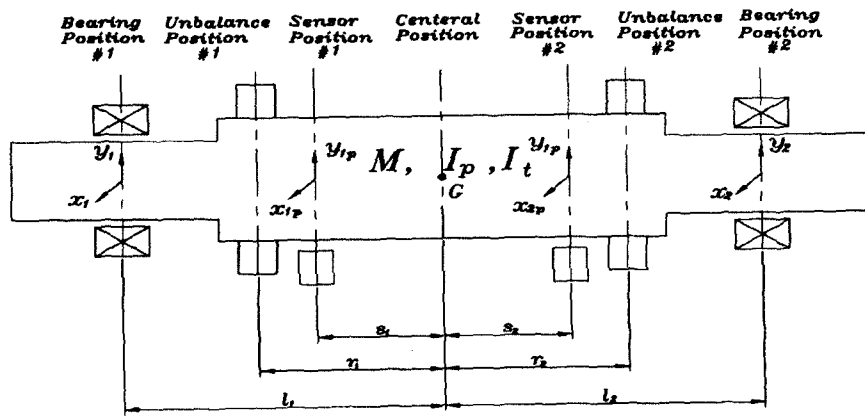 Bearing Unbalance Sensor Centeral Sensor Unbalance Bearing
Position Position Position Position Position Position Position
#1 #1 #1 #2 #2 #2
y₁ y₁ₚ M, Iₚ , Iₜ y₁ₚ y₂
x₁ x₁ₚ G x₂ₚ x₂
s₁ s₂
r₁ r₂
l₁ l₂